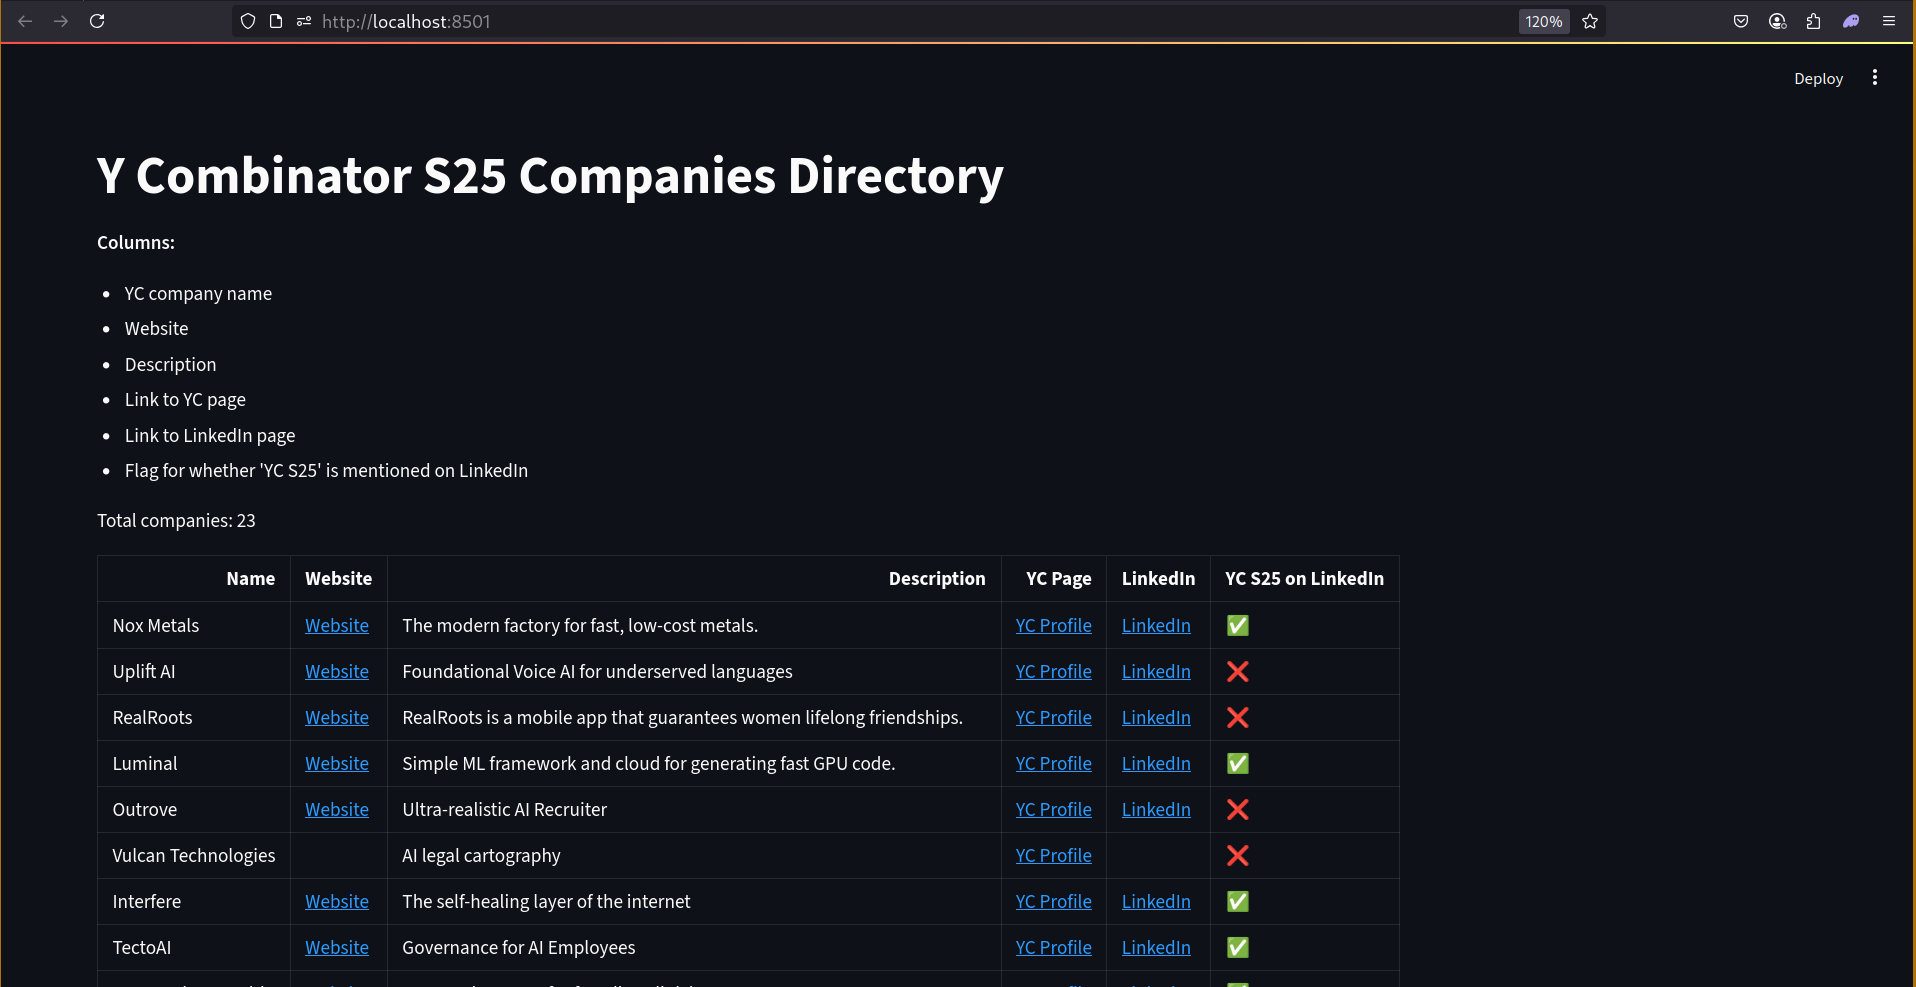 http://localhost:8501
120%
Deploy
Y Combinator S25 Companies Directory
Columns:
• YC company name
• Website
• Description
• Link to YC page
• Link to LinkedIn page
• Flag for whether 'YC S25' is mentioned on LinkedIn
Total companies: 23
Name Website Description YC Page LinkedIn YC S25 on LinkedIn
Nox Metals Website The modern factory for fast, low-cost metals. YC Profile LinkedIn ✅
Uplift AI Website Foundational Voice AI for underserved languages YC Profile LinkedIn ❌
RealRoots Website RealRoots is a mobile app that guarantees women lifelong friendships. YC Profile LinkedIn ❌
Luminal Website Simple ML framework and cloud for generating fast GPU code. YC Profile LinkedIn ✅
Outrove Website Ultra-realistic AI Recruiter YC Profile LinkedIn ❌
Vulcan Technologies AI legal cartography YC Profile ❌
Interfere Website The self-healing layer of the internet YC Profile LinkedIn ✅
TectoAI Website Governance for AI Employees YC Profile LinkedIn ✅